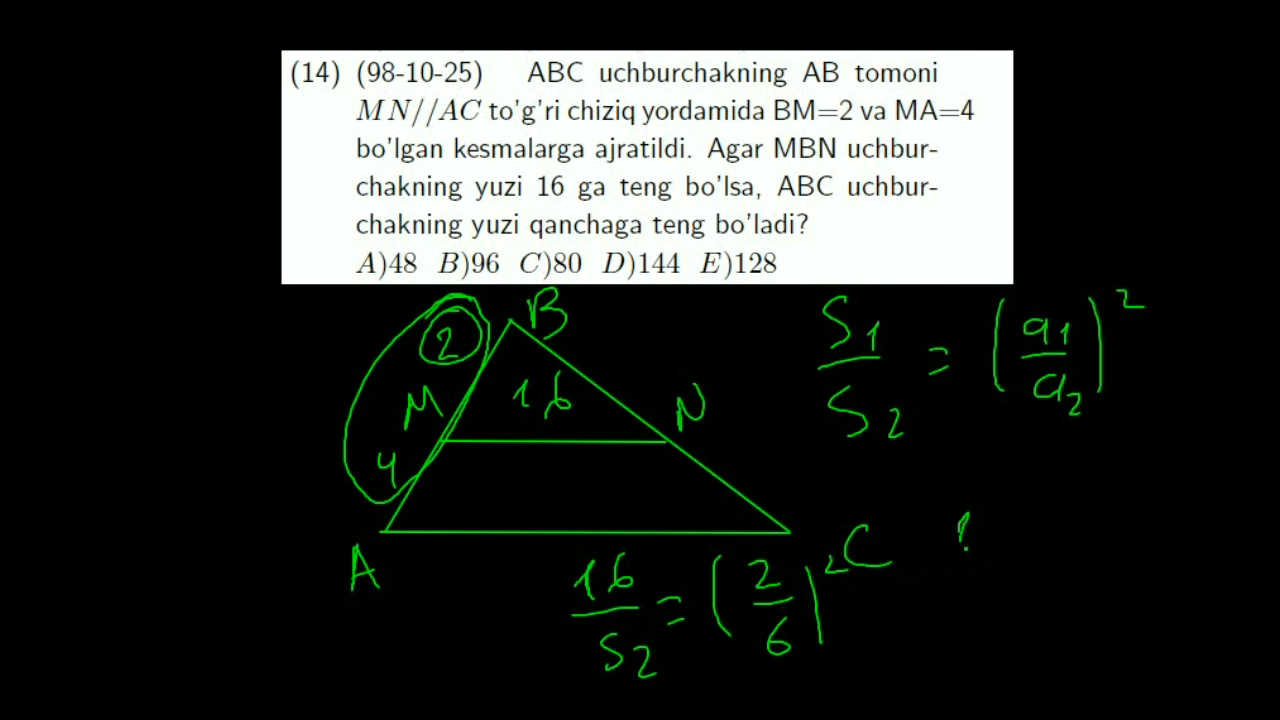 (14) (98-10-25) ABC uchburchakning AB tomoni
MN//AC to'g'ri chiziq yordamida BM=2 va MA=4
bo'lgan kesmalarga ajratildi. Agar MBN uchbur-
chakning yuzi 16 ga teng bo'lsa, ABC uchbur-
chakning yuzi qanchaga teng bo'ladi?
A)48 B)96 C)80 D)144 E)128
B
2
16
M
N
4
A
C
S1/S2 = (a1/a2)^2
!
16/S2 = (2/6)^2